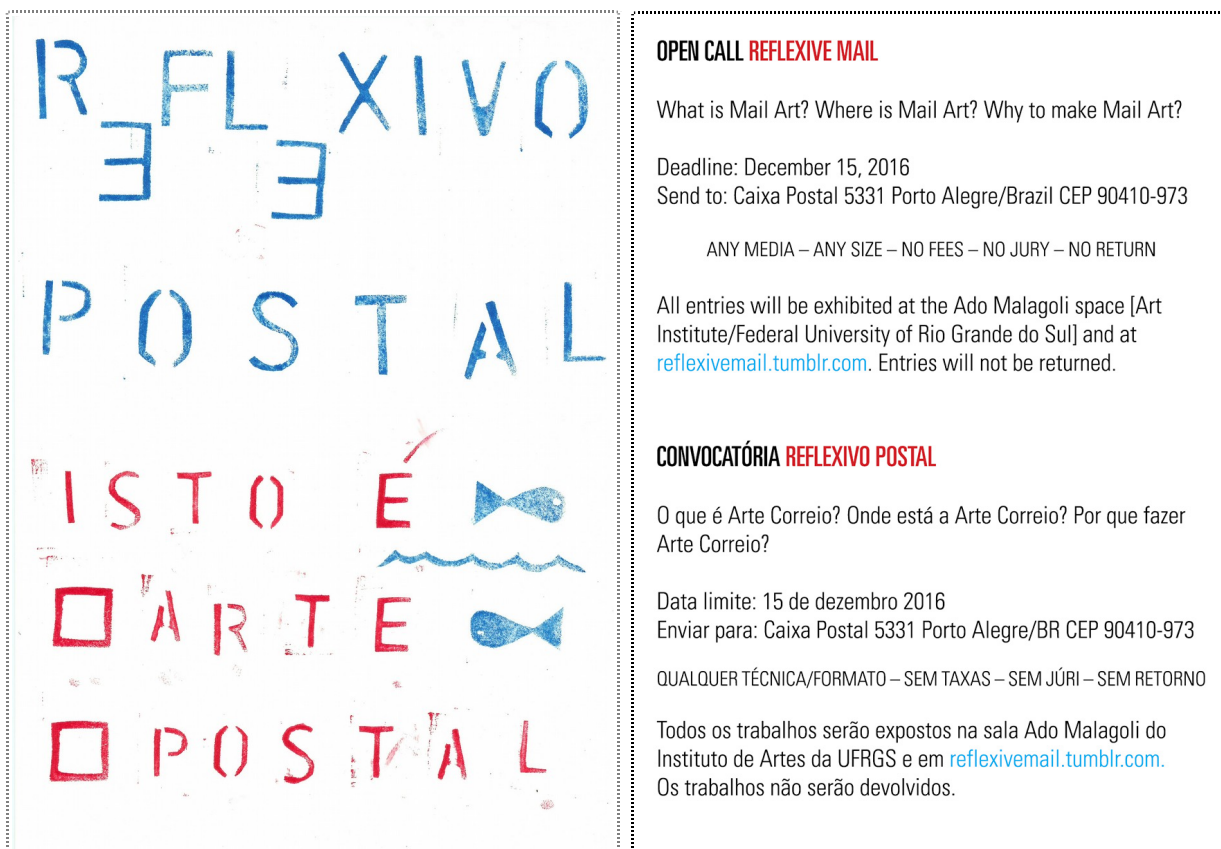 REFLEXIVO
POSTAL
ISTO É
ARTE
POSTAL
OPEN CALL REFLEXIVE MAIL
What is Mail Art? Where is Mail Art? Why to make Mail Art?
Deadline: December 15, 2016
Send to: Caixa Postal 5331 Porto Alegre/Brazil CEP 90410-973
ANY MEDIA – ANY SIZE – NO FEES – NO JURY – NO RETURN
All entries will be exhibited at the Ado Malagoli space [Art
Institute/Federal University of Rio Grande do Sul] and at
reflexivemail.tumblr.com. Entries will not be returned.
CONVOCATÓRIA REFLEXIVO POSTAL
O que é Arte Correio? Onde está a Arte Correio? Por que fazer
Arte Correio?
Data limite: 15 de dezembro 2016
Enviar para: Caixa Postal 5331 Porto Alegre/BR CEP 90410-973
QUALQUER TÉCNICA/FORMATO – SEM TAXAS – SEM JÚRI – SEM RETORNO
Todos os trabalhos serão expostos na sala Ado Malagoli do
Instituto de Artes da UFRGS e em reflexivemail.tumblr.com.
Os trabalhos não serão devolvidos.